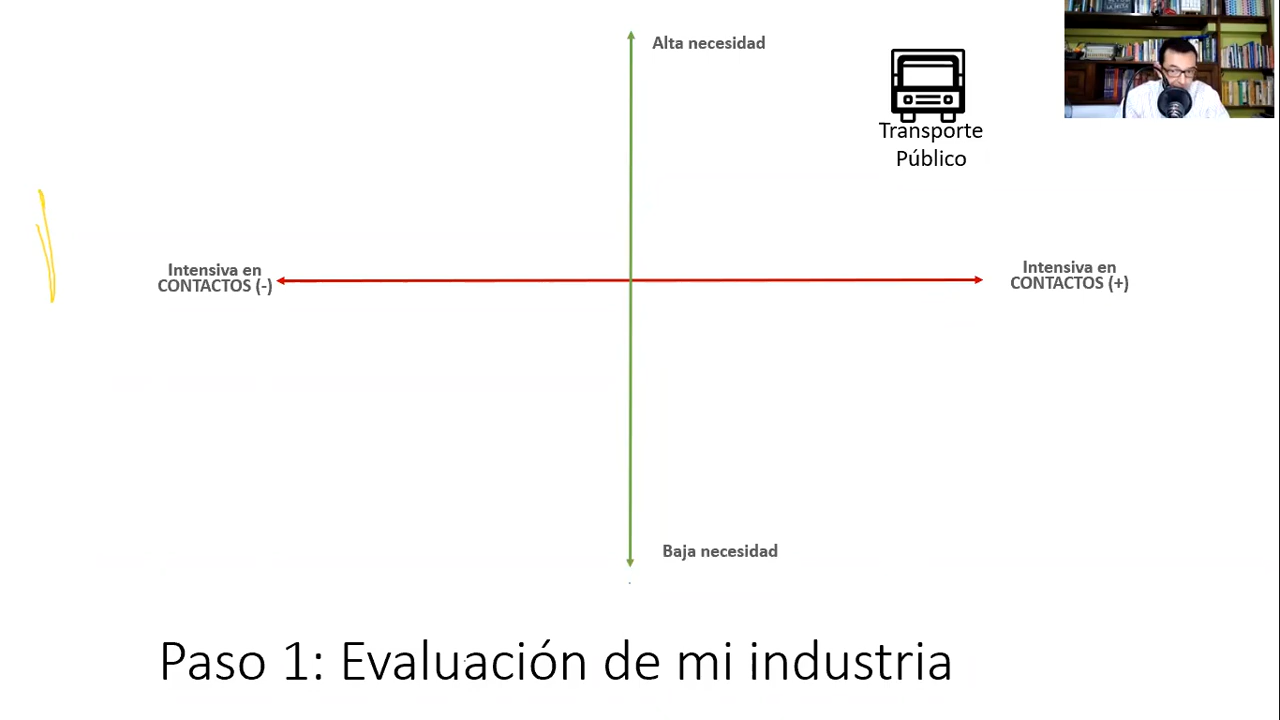 Alta necesidad
Transporte
Público
Intensiva en
CONTACTOS (-)
Intensiva en
CONTACTOS (+)
Baja necesidad
Paso 1: Evaluación de mi industria